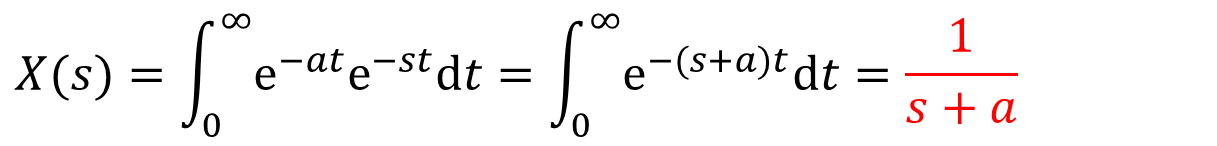 X(s) = ∫₀^∞ e^{−at}e^{−st}dt = ∫₀^∞ e^{−(s+a)t}dt = 1/(s + a)